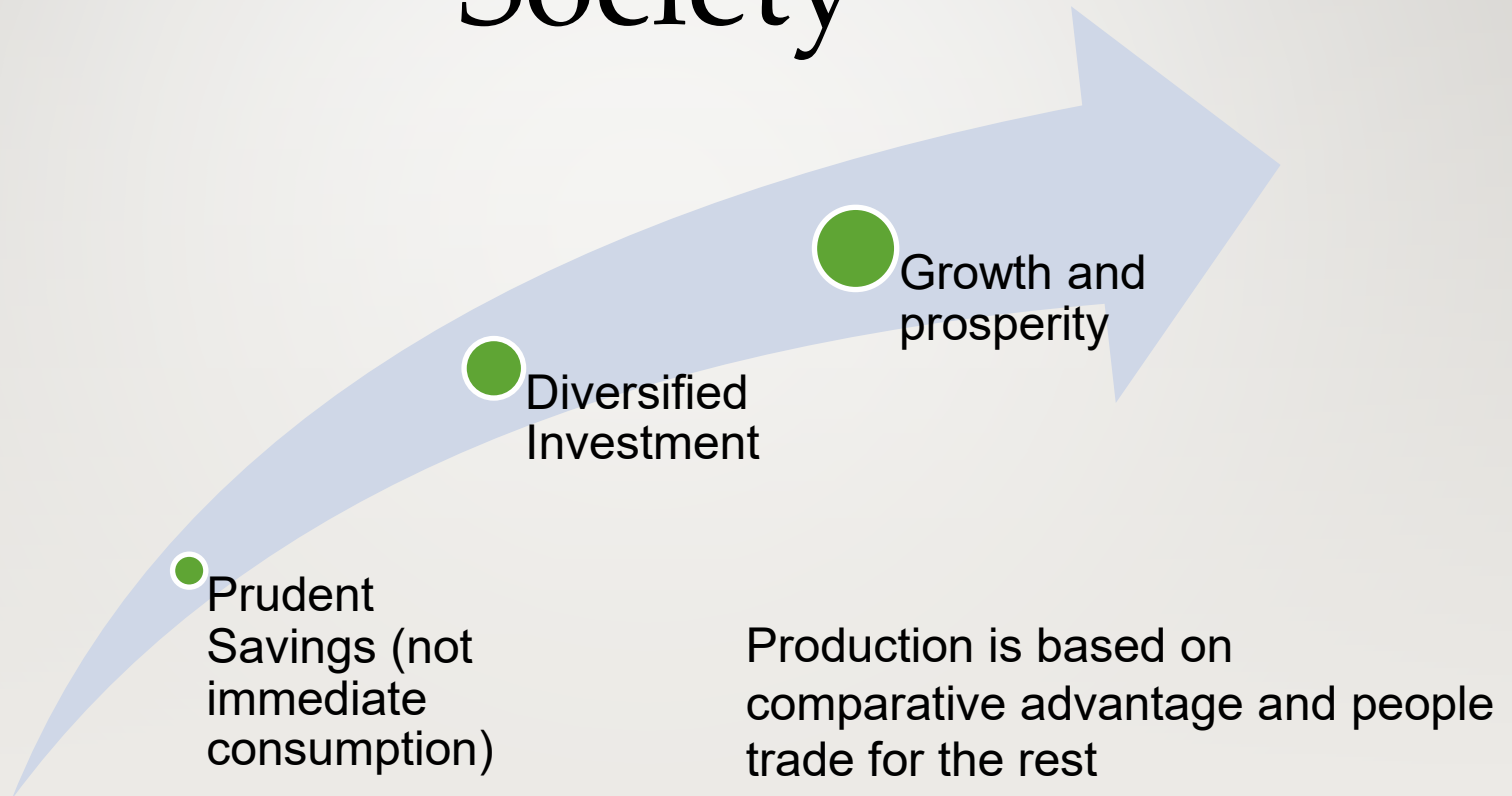 Society
Growth and
prosperity
Diversified
Investment
Prudent
Savings (not
immediate
consumption)
Production is based on
comparative advantage and people
trade for the rest